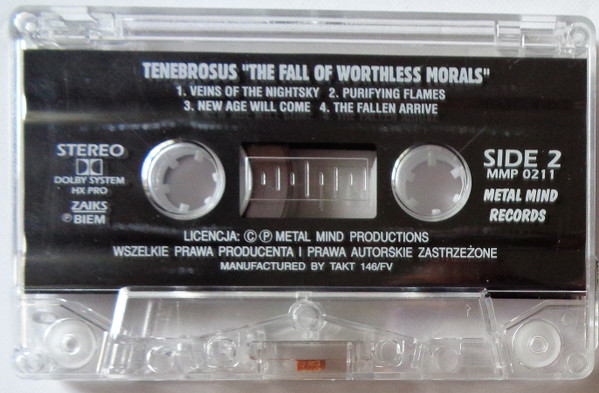 TENEBROSUS "THE FALL OF WORTHLESS MORALS"
1. VEINS OF THE NIGHTSKY 2. PURIFYING FLAMES
3. NEW AGE WILL COME 4. THE FALLEN ARRIVE
STEREO
DOLBY SYSTEM
HX PRO
ZAIKS
Ⓟ BIEM
SIDE 2
MMP 0211
METAL MIND
RECORDS
LICENCJA: Ⓒ Ⓟ METAL MIND PRODUCTIONS
WSZELKIE PRAWA PRODUCENTA I PRAWA AUTORSKIE ZASTRZEŻONE
MANUFACTURED BY TAKT 146/FV